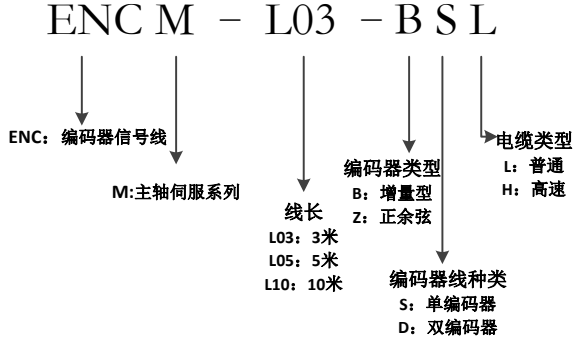 ENC M – L03 – B S L
ENC：编码器信号线
M:主轴伺服系列
线长
L03：3米
L05：5米
L10：10米
编码器类型
B：增量型
Z：正余弦
编码器线种类
S：单编码器
D：双编码器
电缆类型
L：普通
H：高速